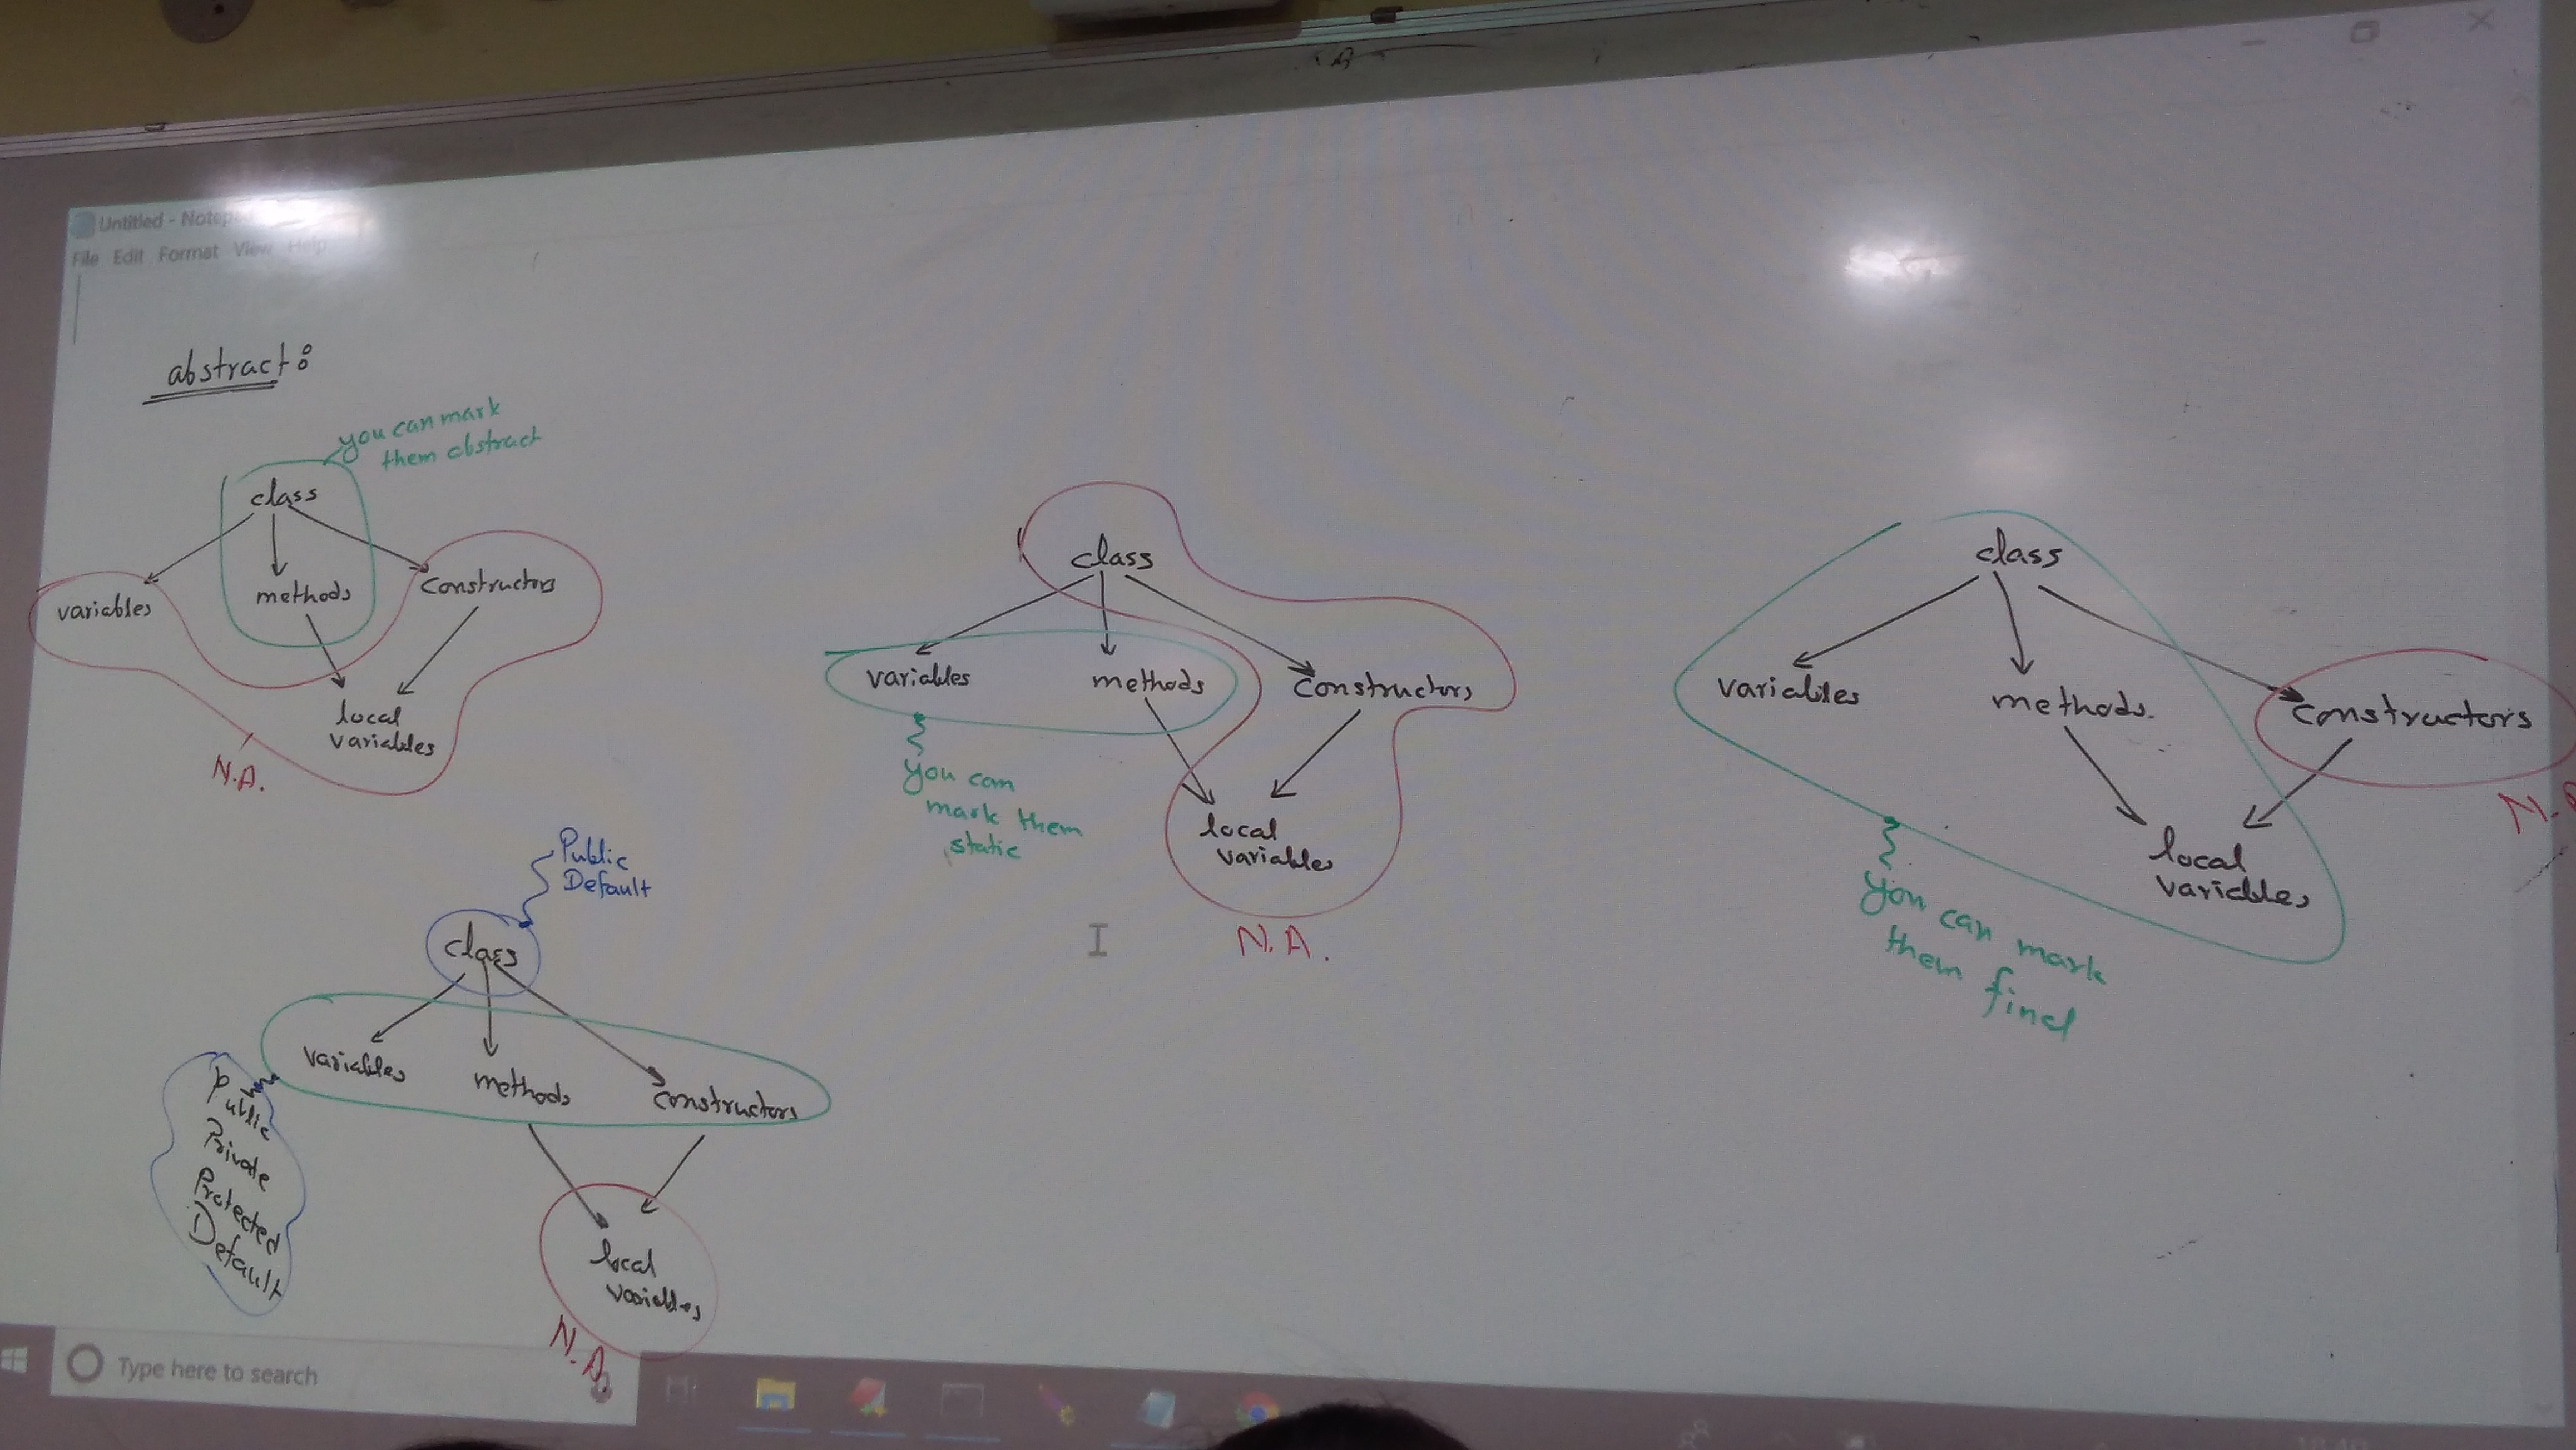 Untitled - Notep
File Edit Format View Help
abstract:
you can mark
them abstract
class
variables
methods
constructors
local
variables
N.A.
class
variables
methods
constructors
you can
mark them
static
local
variables
N.A.
class
variables
methods.
constructors
N.A
local
variables
you can mark
them final
Public
Default
class
variables
methods
constructors
Public
Private
Protected
Default
local
variables
N.A.
Type here to search